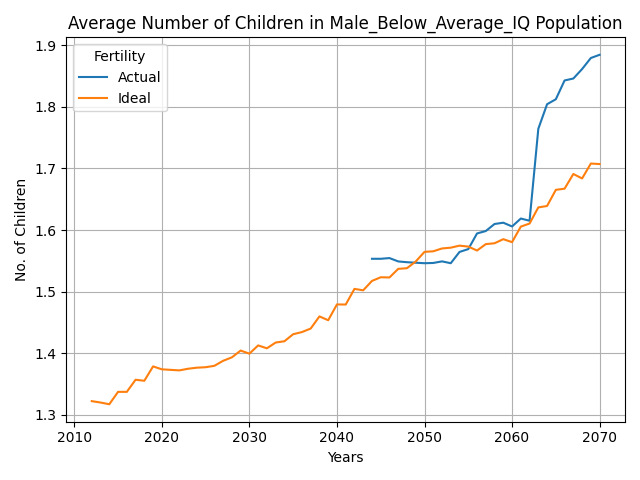 Average Number of Children in Male_Below_Average_IQ Population
Fertility
Actual
Ideal
No. of Children
1.9
1.8
1.7
1.6
1.5
1.4
1.3
2010 2020 2030 2040 2050 2060 2070
Years